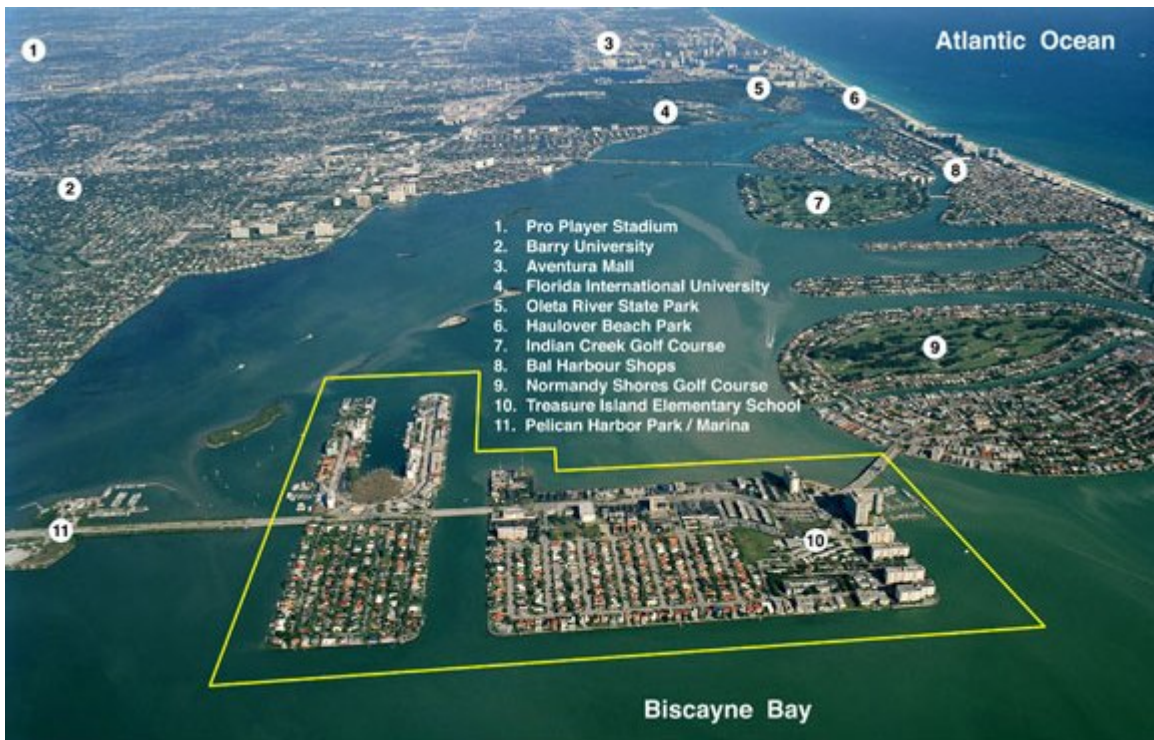 Atlantic Ocean
1
3
5
6
4
2
8
7
1. Pro Player Stadium
2. Barry University
3. Aventura Mall
4. Florida International University
5. Oleta River State Park
6. Haulover Beach Park
7. Indian Creek Golf Course
8. Bal Harbour Shops
9. Normandy Shores Golf Course
10. Treasure Island Elementary School
11. Pelican Harbor Park / Marina
9
11
10
Biscayne Bay